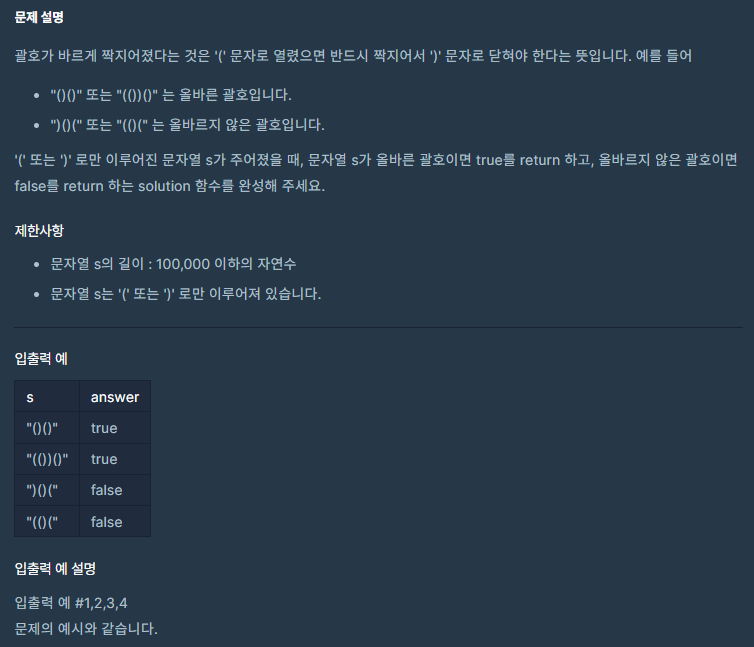 문제 설명
괄호가 바르게 짝지어졌다는 것은 '(' 문자로 열렸으면 반드시 짝지어서 ')' 문자로 닫혀야 한다는 뜻입니다. 예를 들어
• "()()" 또는 "(())()" 는 올바른 괄호입니다.
• ")()(" 또는 "(()(" 는 올바르지 않은 괄호입니다.
'(' 또는 ')' 로만 이루어진 문자열 s가 주어졌을 때, 문자열 s가 올바른 괄호이면 true를 return 하고, 올바르지 않은 괄호이면
false를 return 하는 solution 함수를 완성해 주세요.
제한사항
• 문자열 s의 길이 : 100,000 이하의 자연수
• 문자열 s는 '(' 또는 ')' 로만 이루어져 있습니다.
입출력 예
s answer
"()()" true
"(())()" true
")()(" false
"(()(" false
입출력 예 설명
입출력 예 #1,2,3,4
문제의 예시와 같습니다.